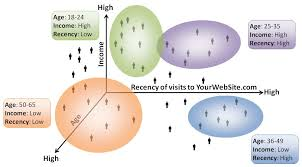 Age: 18-24
Income: High
Recency: Low
High
Age: 25-35
Income: High
Recency: High
Income
Recency of visits to YourWebSite.com
High
Age
Age: 50-65
Income: Low
Recency: Low
High
Age: 36-49
Income: Low
Recency: High